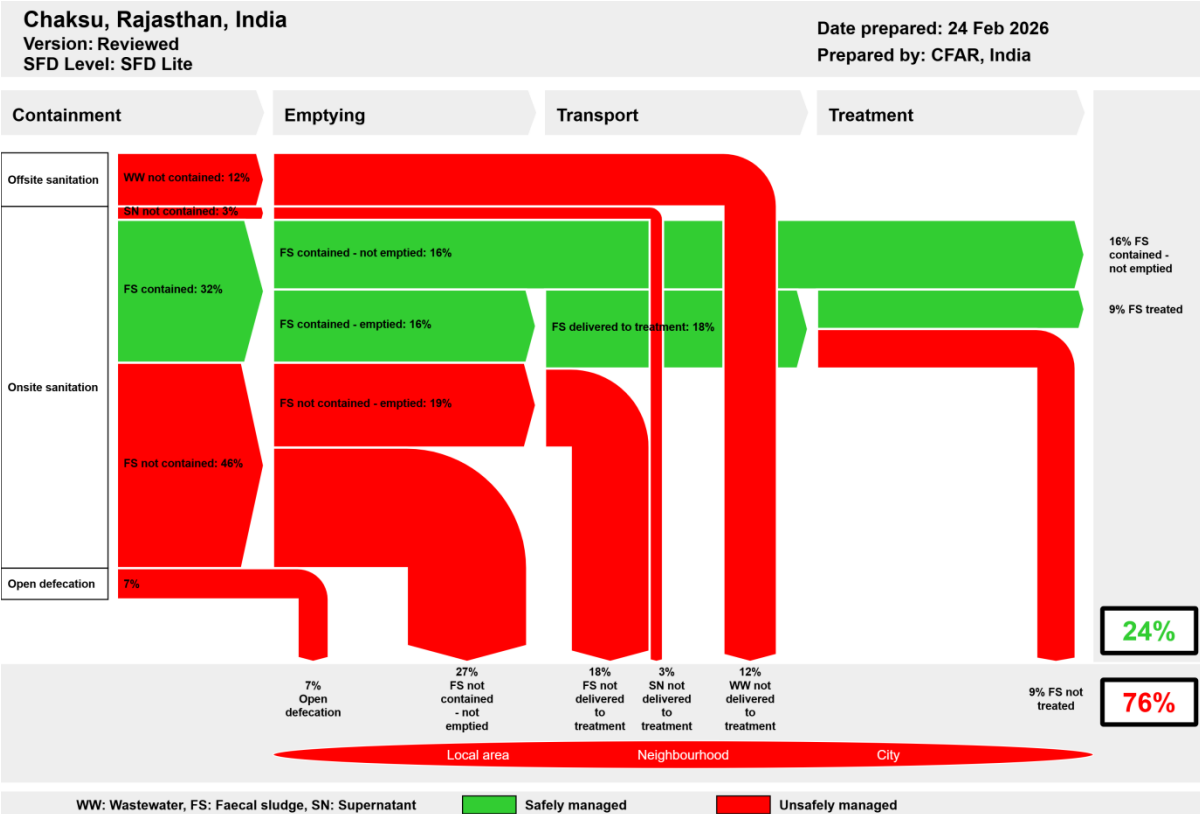 Chaksu, Rajasthan, India
Version: Reviewed
SFD Level: SFD Lite
Date prepared: 24 Feb 2026
Prepared by: CFAR, India
Containment
Emptying
Transport
Treatment
Offsite sanitation
WW not contained: 12%
SN not contained: 3%
FS contained - not emptied: 16%
16% FS
contained -
not emptied
FS contained: 32%
FS contained - emptied: 16%
FS delivered to treatment: 18%
9% FS treated
Onsite sanitation
FS not contained - emptied: 19%
FS not contained: 46%
Open defecation
7%
24%
7%
Open
defecation
27%
FS not
contained
- not
emptied
18%
FS not
delivered
to
treatment
3%
SN not
delivered
to
treatment
12%
WW not
delivered
to
treatment
9% FS not
treated
76%
Local area
Neighbourhood
City
WW: Wastewater, FS: Faecal sludge, SN: Supernatant
Safely managed
Unsafely managed